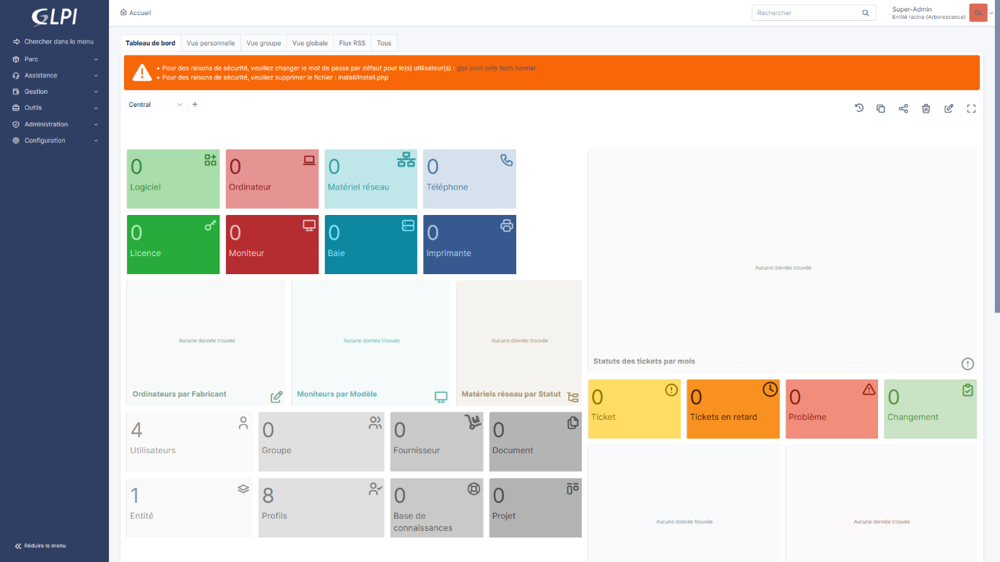 GLPI
Chercher dans le menu
Parc
Assistance
Gestion
Outils
Administration
Configuration
Réduire le menu
Accueil
Rechercher
Super-Admin
Entité racine (Arborescence)
GL
Tableau de bord
Vue personnelle
Vue groupe
Vue globale
Flux RSS
Tous
• Pour des raisons de sécurité, veuillez changer le mot de passe par défaut pour le(s) utilisateur(s) : glpi post-only tech normal
• Pour des raisons de sécurité, veuillez supprimer le fichier : install/install.php
Central
+
0
Logiciel
0
Ordinateur
0
Matériel réseau
0
Téléphone
0
Licence
0
Moniteur
0
Baie
0
Imprimante
Aucune donnée trouvée
Ordinateurs par Fabricant
Aucune donnée trouvée
Moniteurs par Modèle
Aucune donnée trouvée
Matériels réseau par Statut
4
Utilisateurs
0
Groupe
0
Fournisseur
0
Document
1
Entité
8
Profils
0
Base de
connaissances
0
Projet
Aucune donnée trouvée
Statuts des tickets par mois
0
Ticket
0
Tickets en retard
0
Problème
0
Changement
Aucune donnée trouvée
Aucune donnée trouvée